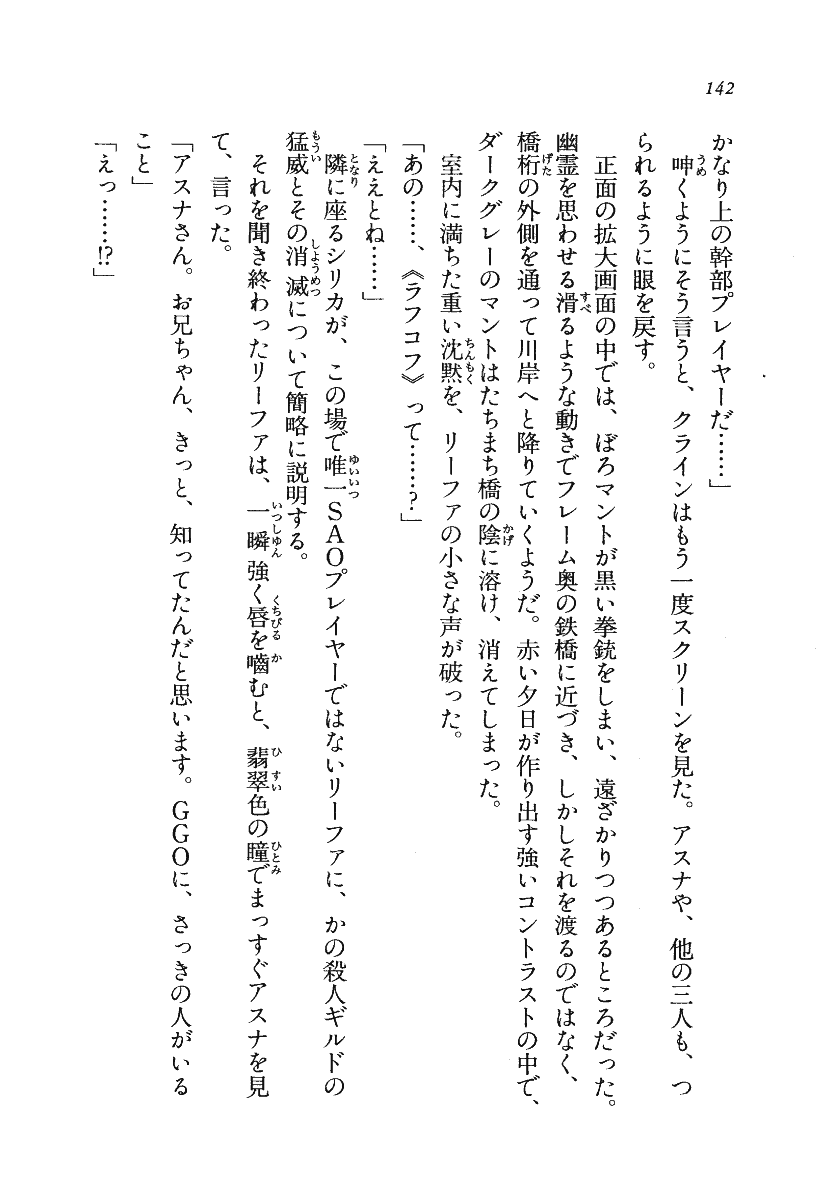 142
かなり上の幹部プレイヤーだ……」
　呻くようにそう言うと、クラインはもう一度スクリーンを見た。アスナや、他の三人も、つ
られるように眼を戻す。
　正面の拡大画面の中では、ぼろマントが黒い拳銃をしまい、遠ざかりつつあるところだった。
幽霊を思わせる滑るような動きでフレーム奥の鉄橋に近づき、しかしそれを渡るのではなく、
橋桁の外側を通って川岸へと降りていくようだ。赤い夕日が作り出す強いコントラストの中で、
ダークグレーのマントはたちまち橋の陰に溶け、消えてしまった。
　室内に満ちた重い沈黙を、リーファの小さな声が破った。
「あの……、《ラフコフ》って……?」
「ええとね……」
　隣に座るシリカが、この場で唯一SAOプレイヤーではないリーファに、かの殺人ギルドの
猛威とその消滅について簡略に説明する。
　それを聞き終わったリーファは、一瞬強く唇を噛むと、翡翠色の瞳でまっすぐアスナを見
て、言った。
「アスナさん。お兄ちゃん、きっと、知ってたんだと思います。GGOに、さっきの人がいる
こと」
「えっ……!?」